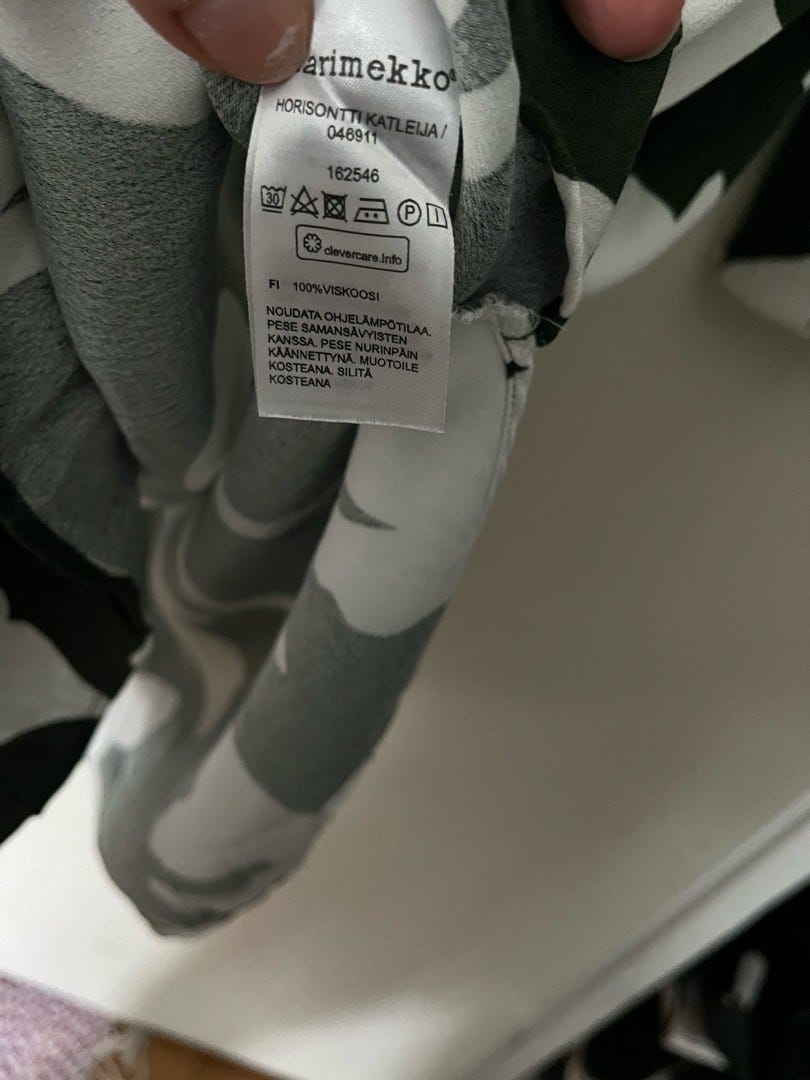 arimekko®
HORISONTTI KATLEIJA /
046911
162546
30
P
clevercare.info
FI 100%VISKOOSI
NOUDATA OHJELÄMPÖTILAA.
PESE SAMANSÄVYISTEN
KANSSA. PESE NURINPÄIN
KÄÄNNETTYNÄ. MUOTOILE
KOSTEANA. SILITÄ
KOSTEANA